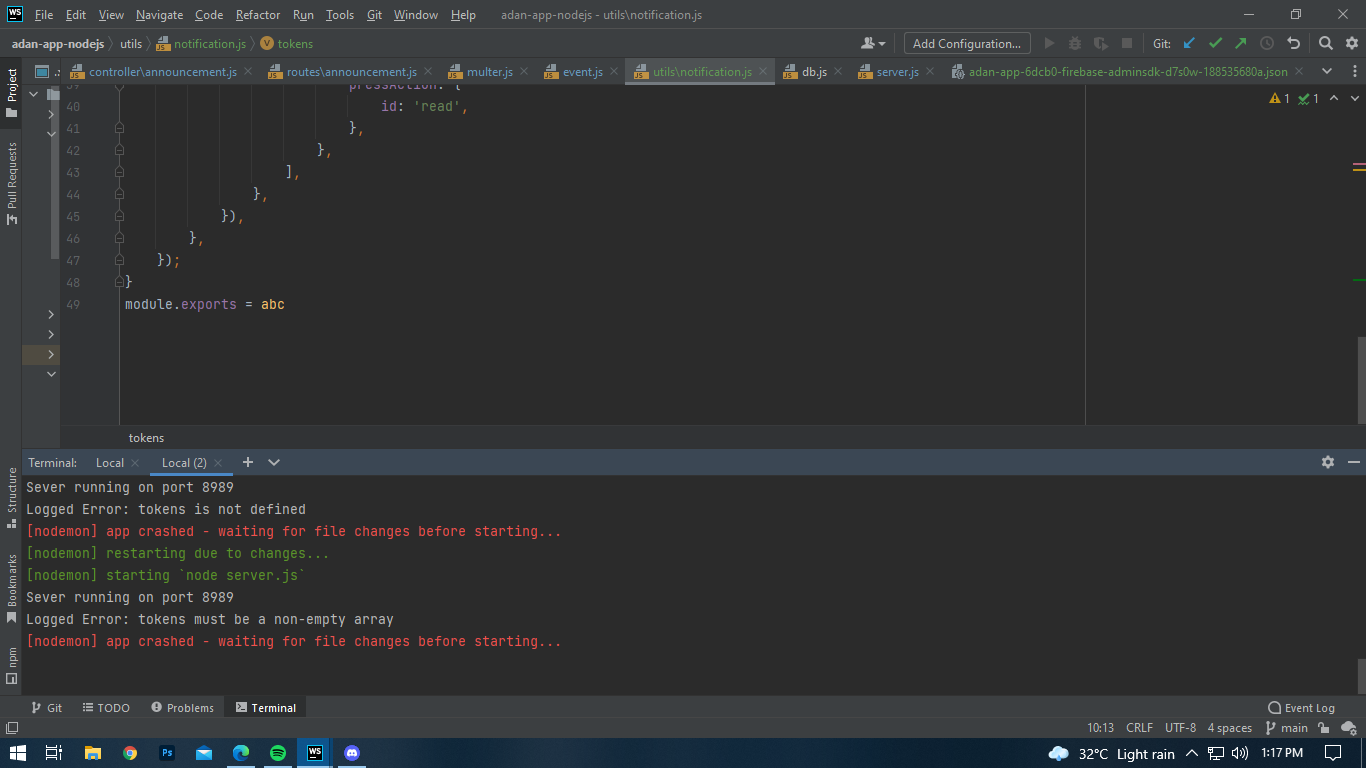 WS File Edit View Navigate Code Refactor Run Tools Git Window Help adan-app-nodejs - utils\notification.js
adan-app-nodejs utils notification.js V tokens Add Configuration... Git:
controller\announcement.js routes\announcement.js multer.js event.js utils\notification.js db.js server.js adan-app-6dcb0-firebase-adminsdk-d7s0w-188535680a.json
Project
Pull Requests
Structure
Bookmarks
npm
39 pressAction: {
40 id: 'read',
41 },
42 },
43 ],
44 },
45 }),
46 },
47 });
48 }
49 module.exports = abc
1 1
tokens
Terminal: Local Local (2)
Sever running on port 8989
Logged Error: tokens is not defined
[nodemon] app crashed - waiting for file changes before starting...
[nodemon] restarting due to changes...
[nodemon] starting `node server.js`
Sever running on port 8989
Logged Error: tokens must be a non-empty array
[nodemon] app crashed - waiting for file changes before starting...
Git TODO Problems Terminal Event Log
10:13 CRLF UTF-8 4 spaces main
Ps WS 32°C Light rain 1:17 PM